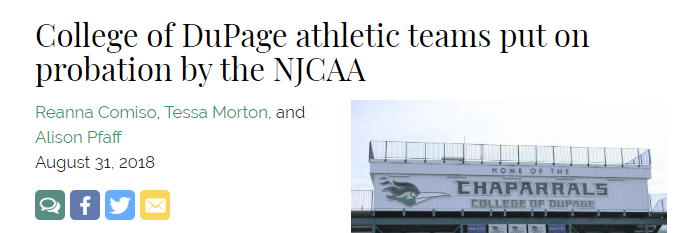 College of DuPage athletic teams put on
probation by the NJCAA
Reanna Comiso, Tessa Morton, and
Alison Pfaff
August 31, 2018
HOME OF THE
CHAPARRALS
COLLEGE OF DUPAGE